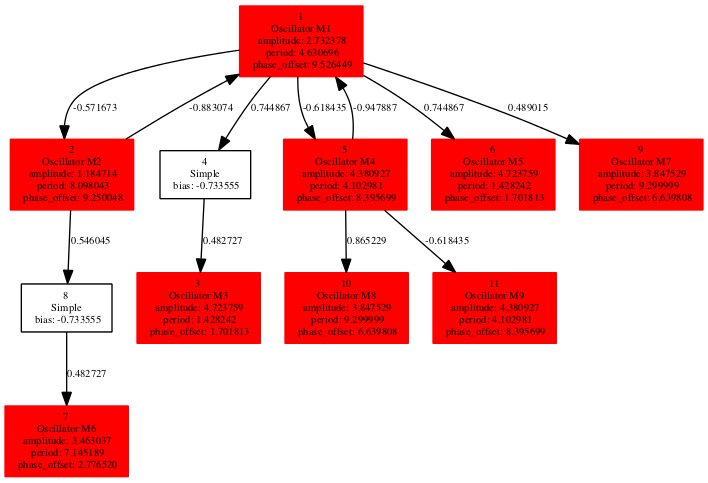 1
Oscillator M1
amplitude: 2.732378
period: 4.630696
phase_offset: 9.526449
-0.571673
-0.883074
0.744867
-0.618435
-0.947887
0.744867
0.489015
2
Oscillator M2
amplitude: 1.184714
period: 8.098043
phase_offset: 9.250048
4
Simple
bias: -0.733555
5
Oscillator M4
amplitude: 4.380927
period: 4.102981
phase_offset: 8.395699
6
Oscillator M5
amplitude: 4.723759
period: 1.428242
phase_offset: 1.701813
9
Oscillator M7
amplitude: 3.847529
period: 9.299999
phase_offset: 6.639808
0.546045
0.482727
0.865229
-0.618435
8
Simple
bias: -0.733555
3
Oscillator M3
amplitude: 4.723759
period: 1.428242
phase_offset: 1.701813
10
Oscillator M8
amplitude: 3.847529
period: 9.299999
phase_offset: 6.639808
11
Oscillator M9
amplitude: 4.380927
period: 4.102981
phase_offset: 8.395699
0.482727
7
Oscillator M6
amplitude: 3.463037
period: 7.145189
phase_offset: 2.776520